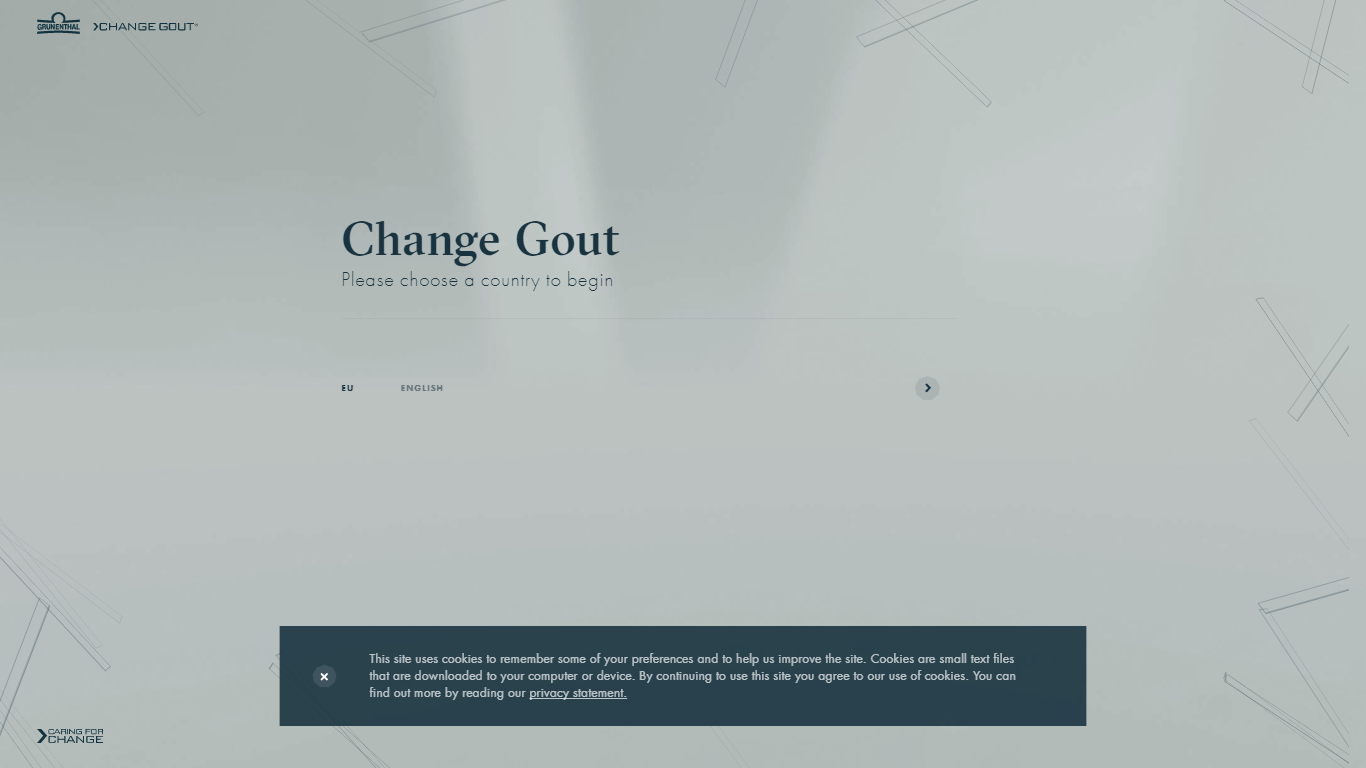 GRÜNENTHAL
CHANGE GOUT®
Change Gout
Please choose a country to begin
EU ENGLISH
This site uses cookies to remember some of your preferences and to help us improve the site. Cookies are small text files
that are downloaded to your computer or device. By continuing to use this site you agree to our use of cookies. You can
find out more by reading our privacy statement.
CARING FOR
CHANGE